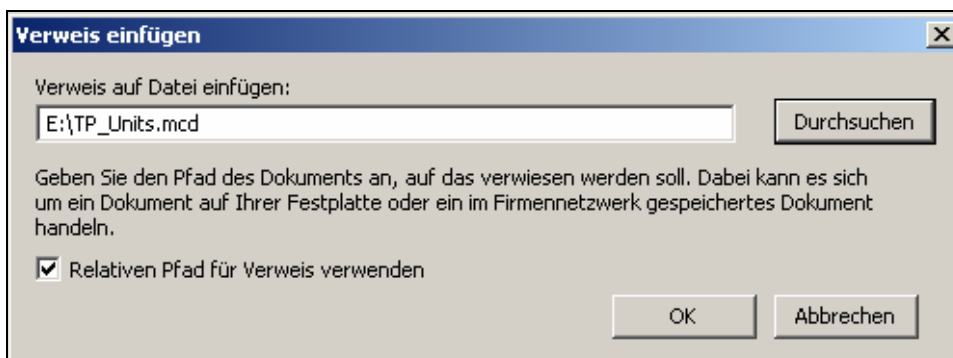 Verweis einfügen
Verweis auf Datei einfügen:
E:\TP_Units.mcd
Durchsuchen
Geben Sie den Pfad des Dokuments an, auf das verwiesen werden soll. Dabei kann es sich
um ein Dokument auf Ihrer Festplatte oder ein im Firmennetzwerk gespeichertes Dokument
handeln.
Relativen Pfad für Verweis verwenden
OK
Abbrechen